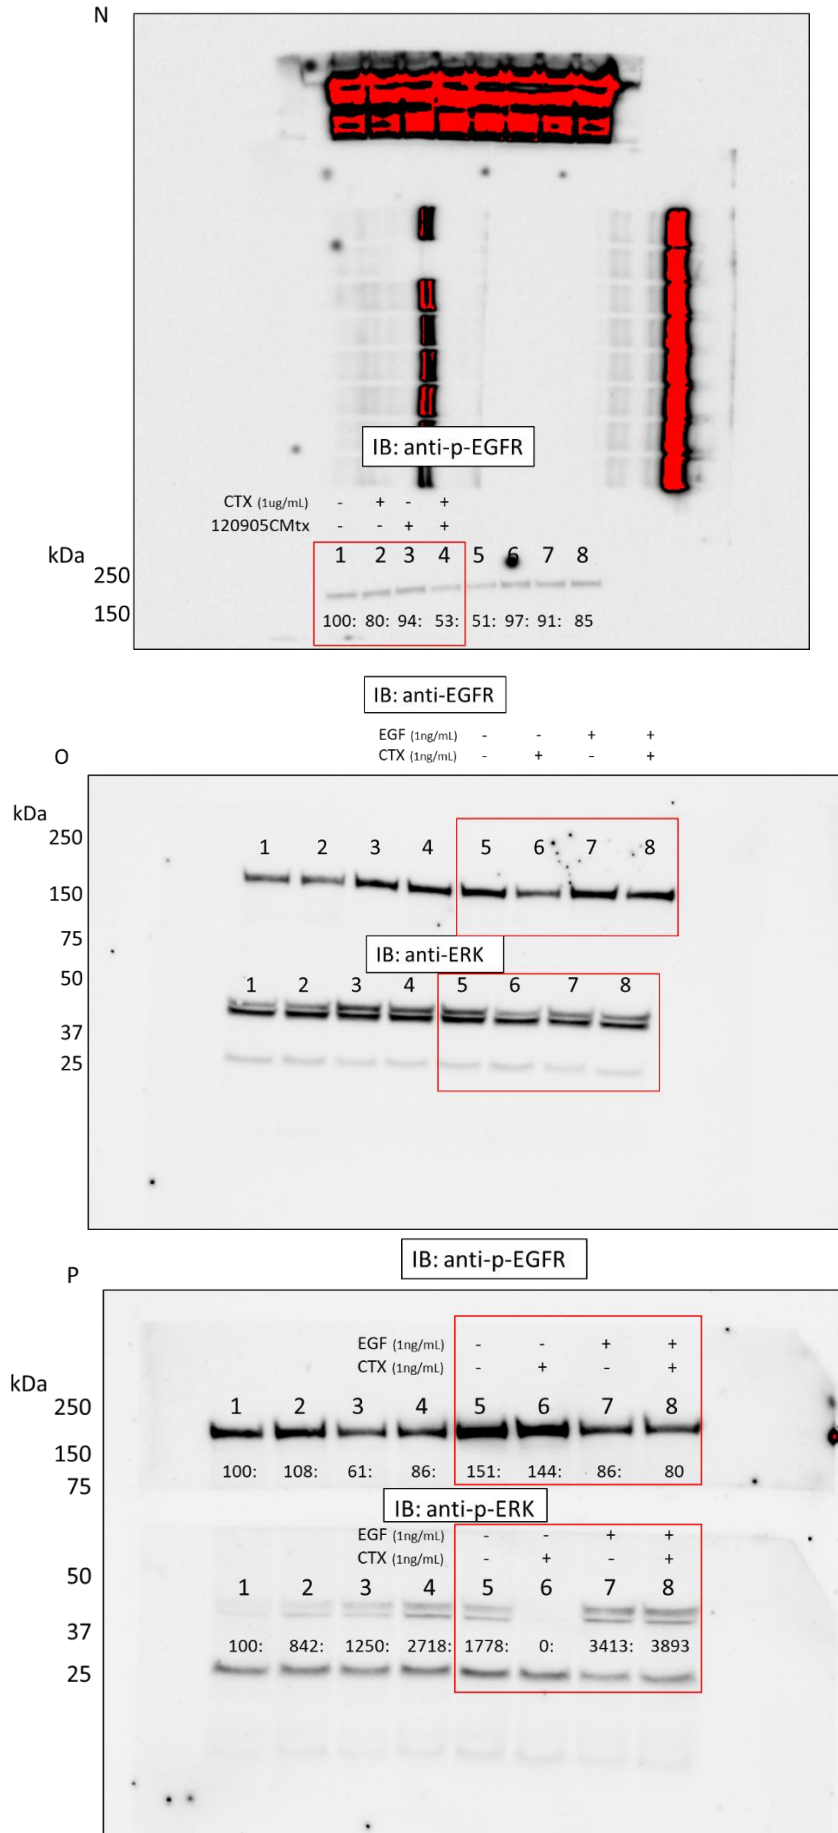 N
IB: anti-p-EGFR
CTX (1ug/mL) - + - +
120905CMtx - - + +
kDa 1 2 3 4 5 6 7 8
250
150
100: 80: 94: 53: 51: 97: 91: 85
IB: anti-EGFR
EGF (1ng/mL) - - + +
CTX (1ng/mL) - + - +
O
kDa
250
1 2 3 4 5 6 7 8
150
75
IB: anti-ERK
50
1 2 3 4 5 6 7 8
37
25
IB: anti-p-EGFR
P
EGF (1ng/mL) - - + +
CTX (1ng/mL) - + - +
kDa
250 1 2 3 4 5 6 7 8
150
100: 108: 61: 86: 151: 144: 86: 80
75
IB: anti-p-ERK
EGF (1ng/mL) - - + +
CTX (1ng/mL) - + - +
50
1 2 3 4 5 6 7 8
37
100: 842: 1250: 2718: 1778: 0: 3413: 3893
25